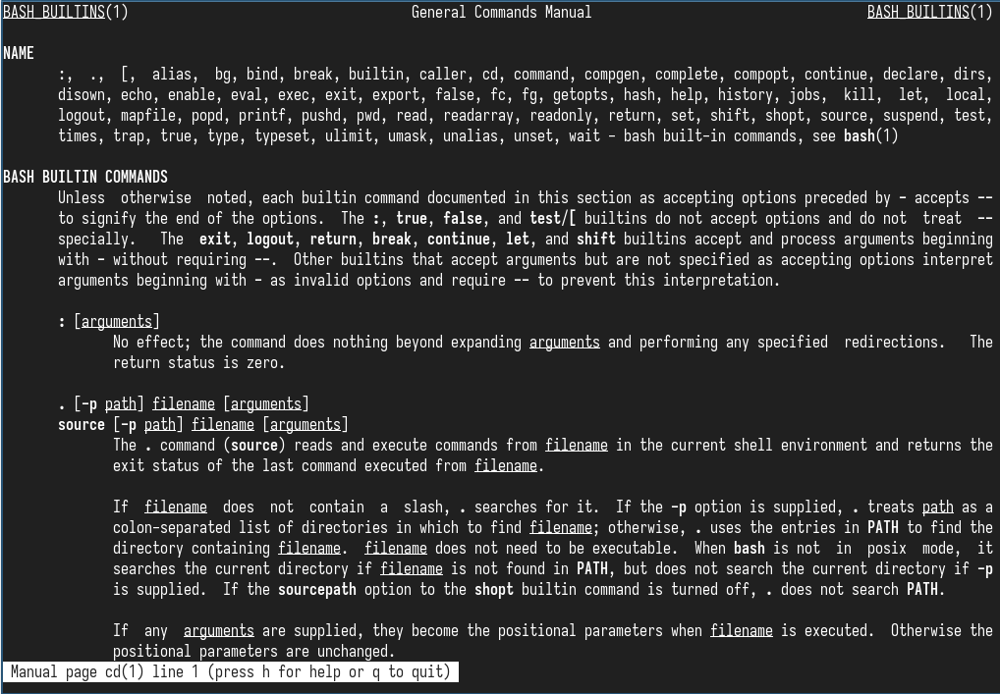 BASH_BUILTINS(1) General Commands Manual BASH_BUILTINS(1)
NAME
:, ., [, alias, bg, bind, break, builtin, caller, cd, command, compgen, complete, compopt, continue, declare, dirs,
disown, echo, enable, eval, exec, exit, export, false, fc, fg, getopts, hash, help, history, jobs, kill, let, local,
logout, mapfile, popd, printf, pushd, pwd, read, readarray, readonly, return, set, shift, shopt, source, suspend, test,
times, trap, true, type, typeset, ulimit, umask, unalias, unset, wait - bash built-in commands, see bash(1)
BASH BUILTIN COMMANDS
Unless otherwise noted, each builtin command documented in this section as accepting options preceded by - accepts --
to signify the end of the options. The :, true, false, and test/[ builtins do not accept options and do not treat --
specially. The exit, logout, return, break, continue, let, and shift builtins accept and process arguments beginning
with - without requiring --. Other builtins that accept arguments but are not specified as accepting options interpret
arguments beginning with - as invalid options and require -- to prevent this interpretation.
: [arguments]
No effect; the command does nothing beyond expanding arguments and performing any specified redirections. The
return status is zero.
. [-p path] filename [arguments]
source [-p path] filename [arguments]
The . command (source) reads and execute commands from filename in the current shell environment and returns the
exit status of the last command executed from filename.
If filename does not contain a slash, . searches for it. If the -p option is supplied, . treats path as a
colon-separated list of directories in which to find filename; otherwise, . uses the entries in PATH to find the
directory containing filename. filename does not need to be executable. When bash is not in posix mode, it
searches the current directory if filename is not found in PATH, but does not search the current directory if -p
is supplied. If the sourcepath option to the shopt builtin command is turned off, . does not search PATH.
If any arguments are supplied, they become the positional parameters when filename is executed. Otherwise the
positional parameters are unchanged.
Manual page cd(1) line 1 (press h for help or q to quit)